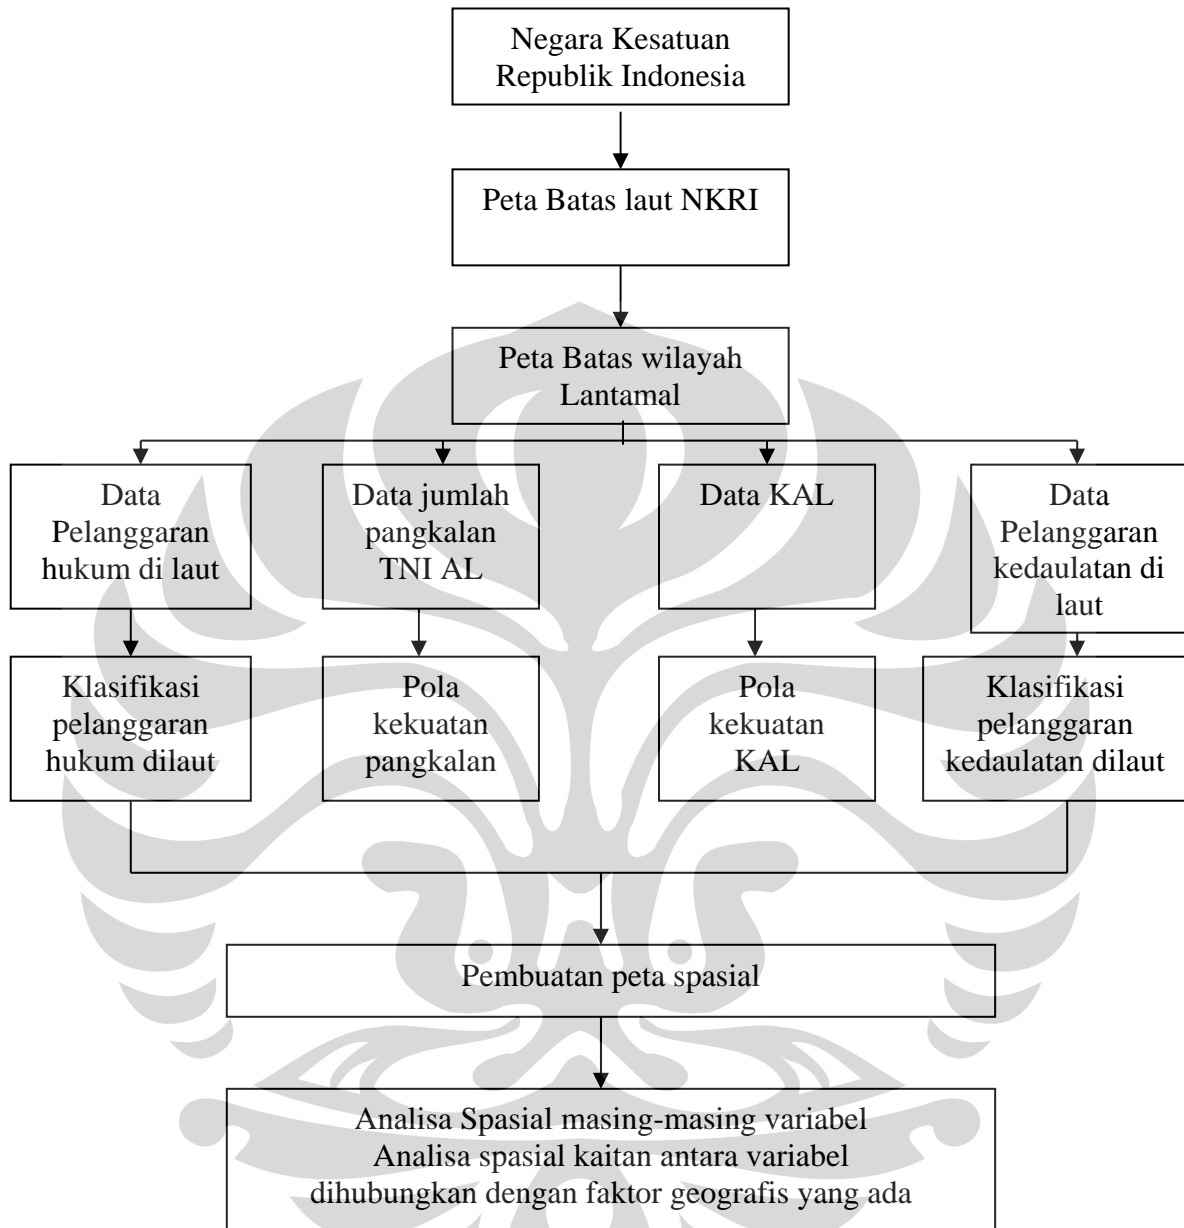 Negara Kesatuan
Republik Indonesia
Peta Batas laut NKRI
Peta Batas wilayah
Lantamal
Data
Pelanggaran
hukum di laut
Data jumlah
pangkalan
TNI AL
Data KAL
Data
Pelanggaran
kedaulatan di
laut
Klasifikasi
pelanggaran
hukum dilaut
Pola
kekuatan
pangkalan
Pola
kekuatan
KAL
Klasifikasi
pelanggaran
kedaulatan dilaut
Pembuatan peta spasial
Analisa Spasial masing-masing variabel
Analisa spasial kaitan antara variabel
dihubungkan dengan faktor geografis yang ada